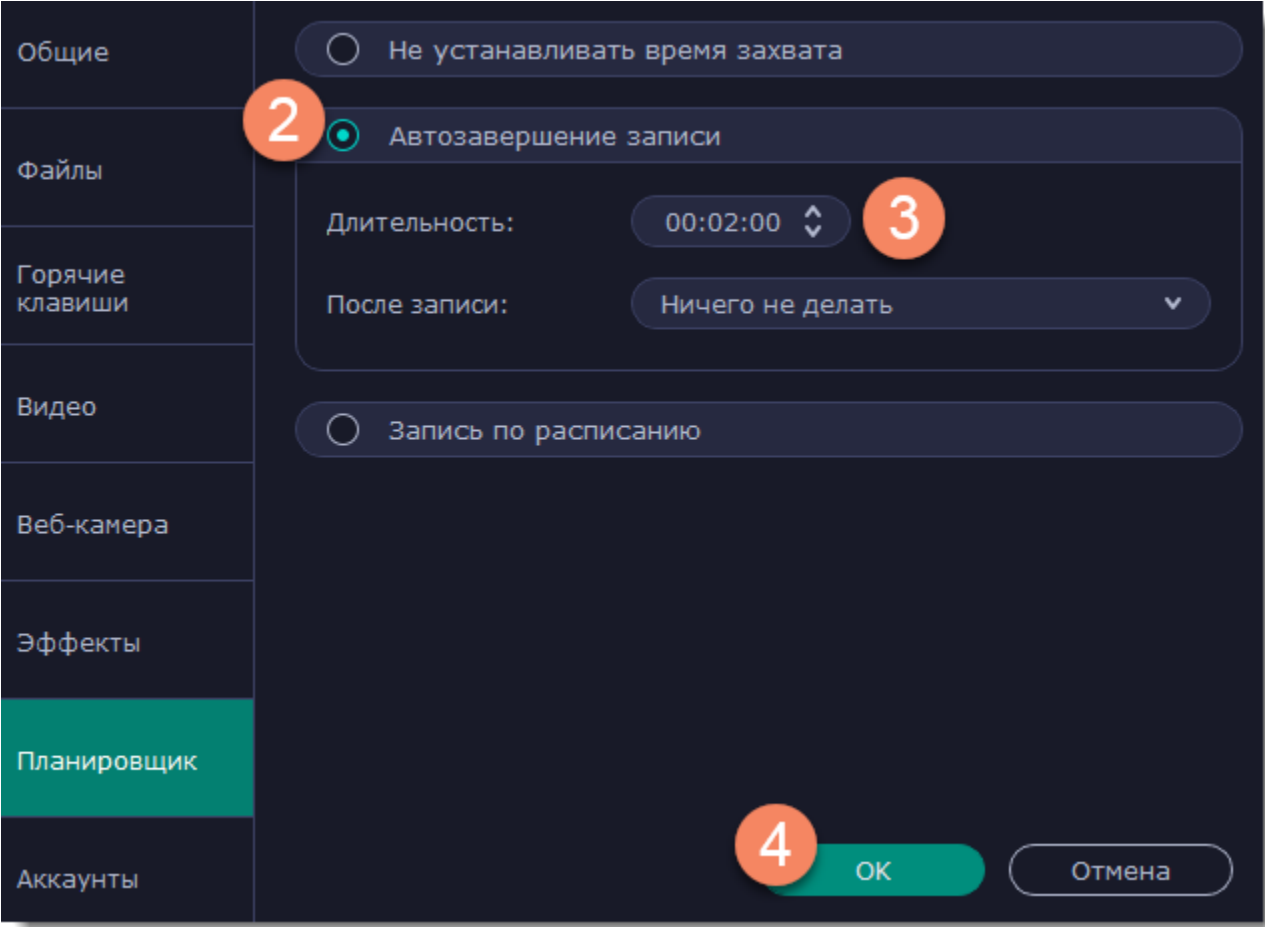 Общие
Файлы
Горячие
клавиши
Видео
Веб-камера
Эффекты
Планировщик
Аккаунты
Не устанавливать время захвата
2
Автозавершение записи
Длительность: 00:02:00 3
После записи: Ничего не делать
Запись по расписанию
4
ОК Отмена